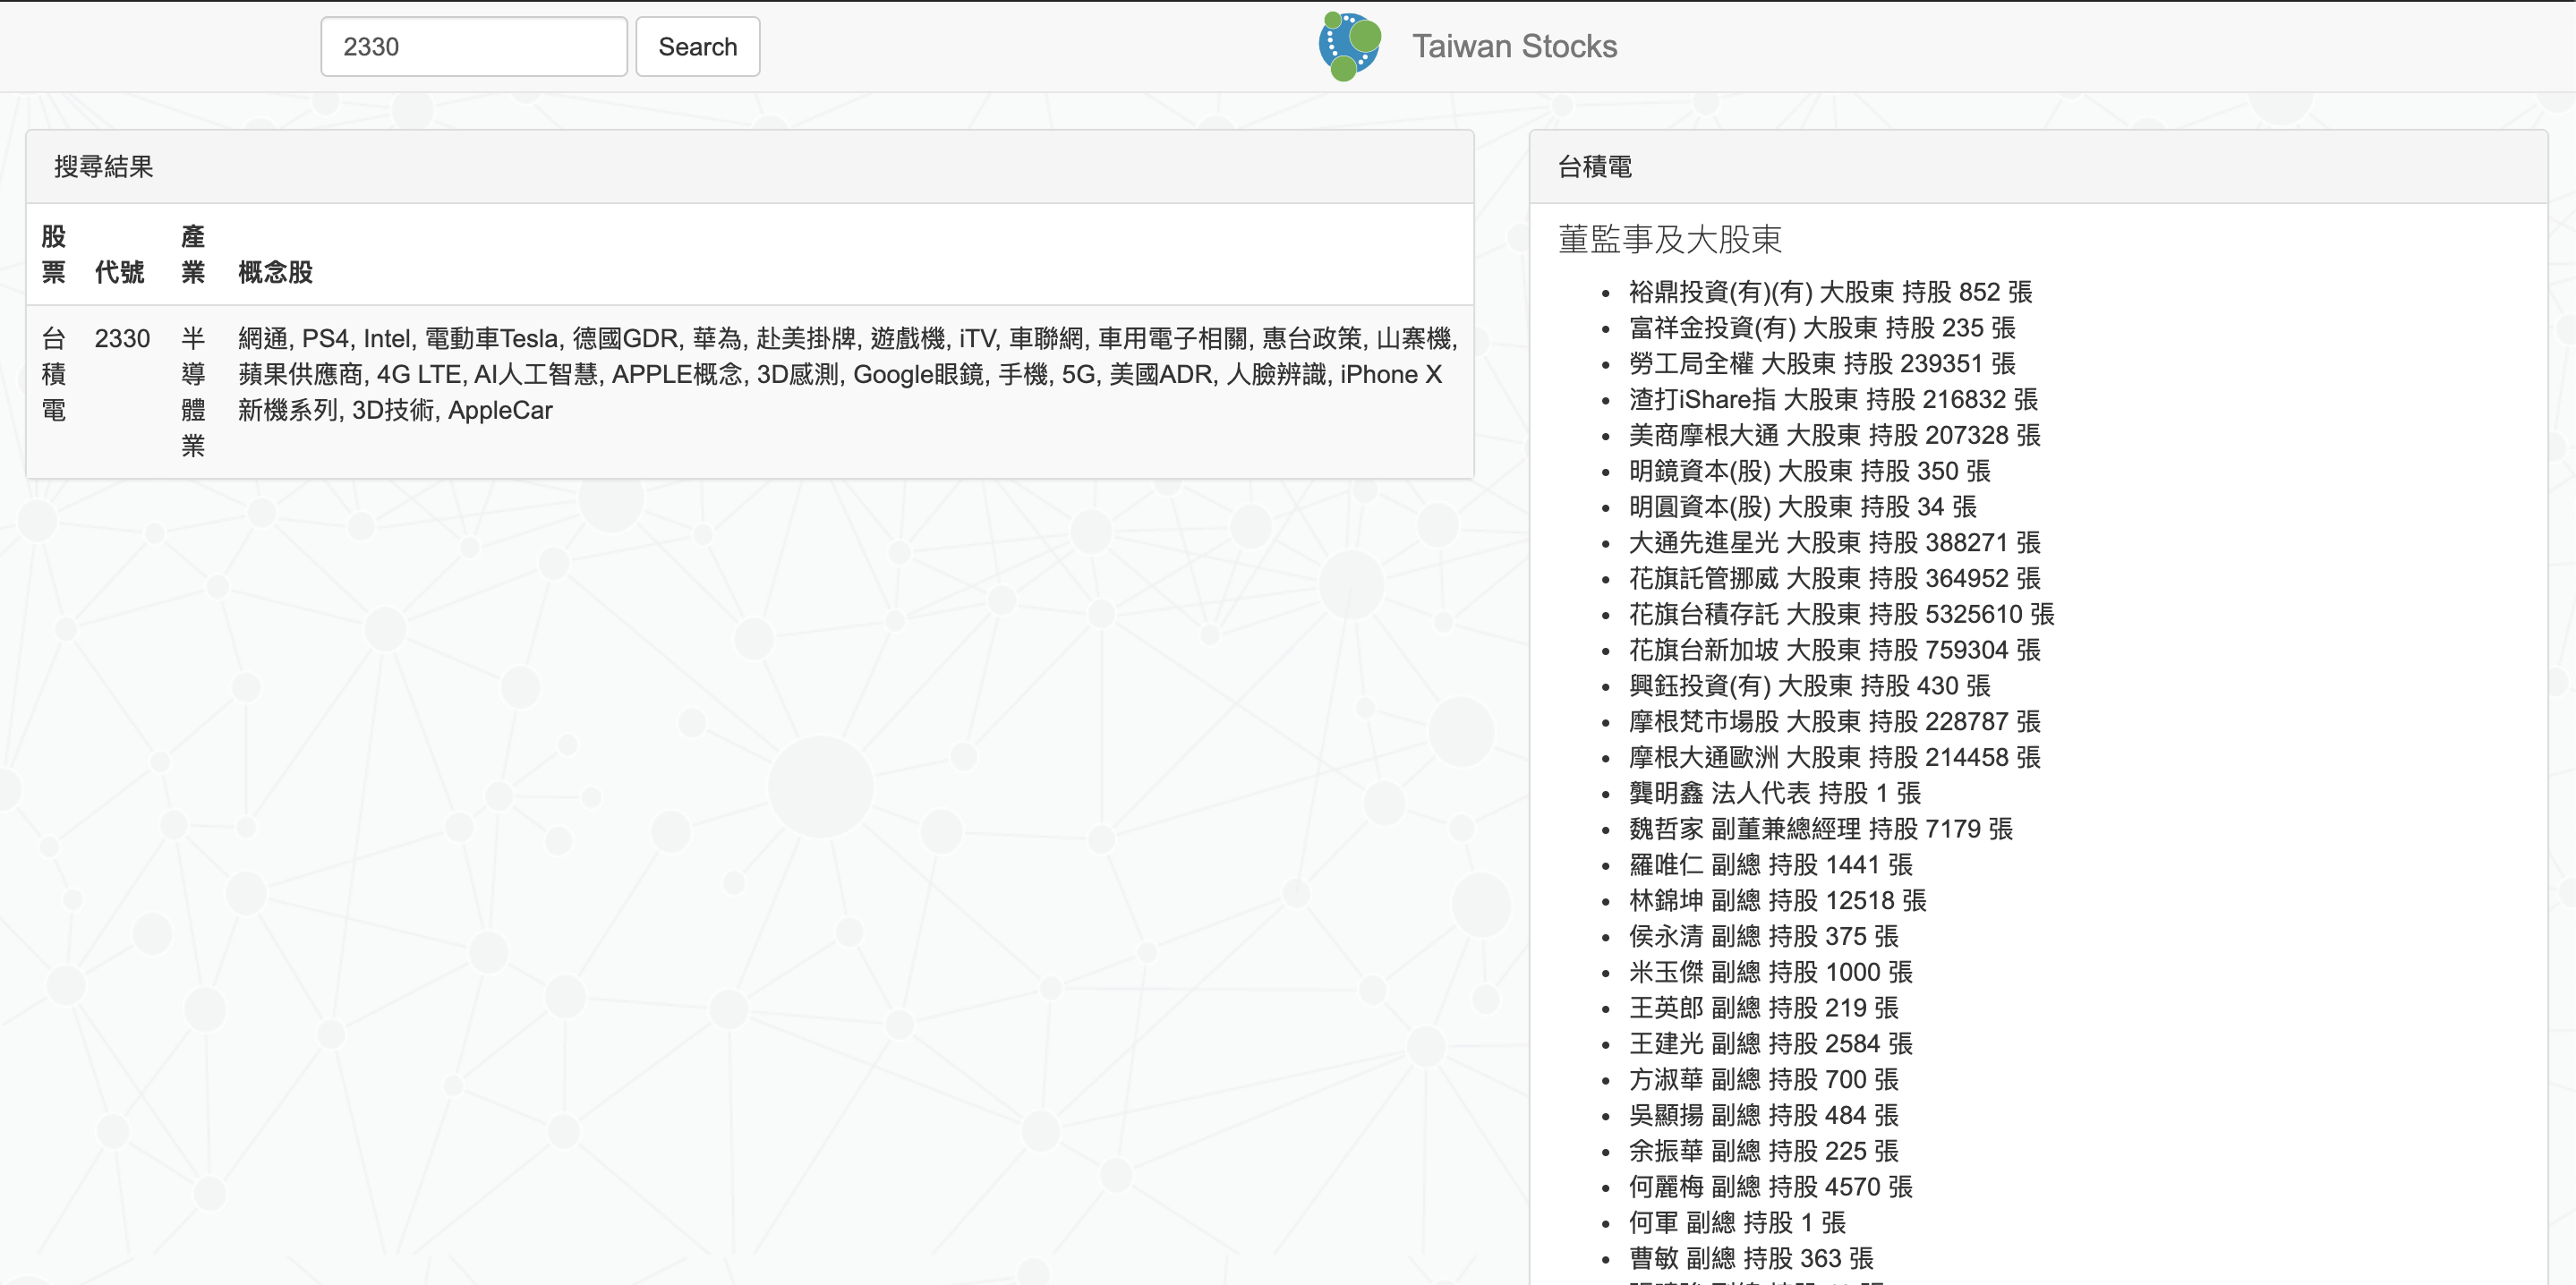 2330
Search
Taiwan Stocks
搜尋結果
股票 代號 產業 概念股
台積電 2330 半導體業 網通, PS4, Intel, 電動車Tesla, 德國GDR, 華為, 赴美掛牌, 遊戲機, iTV, 車聯網, 車用電子相關, 惠台政策, 山寨機,
蘋果供應商, 4G LTE, AI人工智慧, APPLE概念, 3D感測, Google眼鏡, 手機, 5G, 美國ADR, 人臉辨識, iPhone X
新機系列, 3D技術, AppleCar
台積電
董監事及大股東
裕鼎投資(有)(有) 大股東 持股 852 張
富祥金投資(有) 大股東 持股 235 張
勞工局全權 大股東 持股 239351 張
渣打iShare指 大股東 持股 216832 張
美商摩根大通 大股東 持股 207328 張
明鏡資本(股) 大股東 持股 350 張
明圓資本(股) 大股東 持股 34 張
大通先進星光 大股東 持股 388271 張
花旗託管挪威 大股東 持股 364952 張
花旗台積存託 大股東 持股 5325610 張
花旗台新加坡 大股東 持股 759304 張
興鈺投資(有) 大股東 持股 430 張
摩根梵市場股 大股東 持股 228787 張
摩根大通歐洲 大股東 持股 214458 張
龔明鑫 法人代表 持股 1 張
魏哲家 副董兼總經理 持股 7179 張
羅唯仁 副總 持股 1441 張
林錦坤 副總 持股 12518 張
侯永清 副總 持股 375 張
米玉傑 副總 持股 1000 張
王英郎 副總 持股 219 張
王建光 副總 持股 2584 張
方淑華 副總 持股 700 張
吳顯揚 副總 持股 484 張
余振華 副總 持股 225 張
何麗梅 副總 持股 4570 張
何軍 副總 持股 1 張
曹敏 副總 持股 363 張